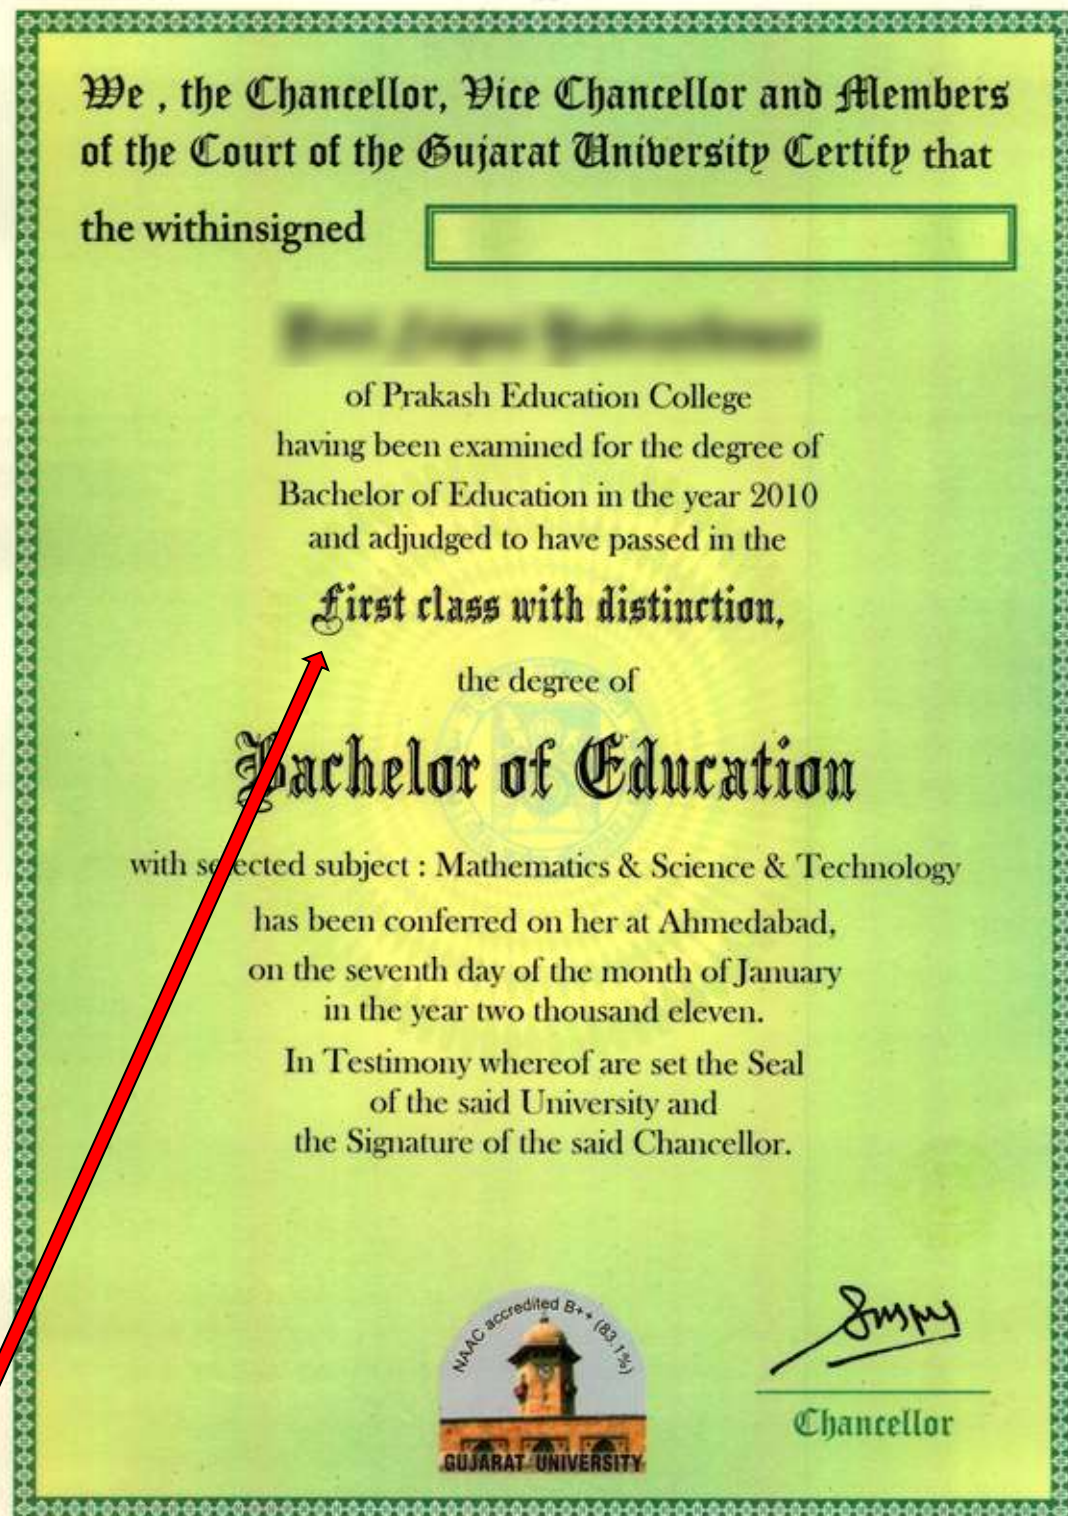 We , the Chancellor, Vice Chancellor and Members
of the Court of the Gujarat University Certify that
the withinsigned
of Prakash Education College
having been examined for the degree of
Bachelor of Education in the year 2010
and adjudged to have passed in the
First class with distinction,
the degree of
Bachelor of Education
with selected subject : Mathematics & Science & Technology
has been conferred on her at Ahmedabad,
on the seventh day of the month of January
in the year two thousand eleven.
In Testimony whereof are set the Seal
of the said University and
the Signature of the said Chancellor.
NAAC accredited B++ (83.1%)
GUJARAT UNIVERSITY
Chancellor